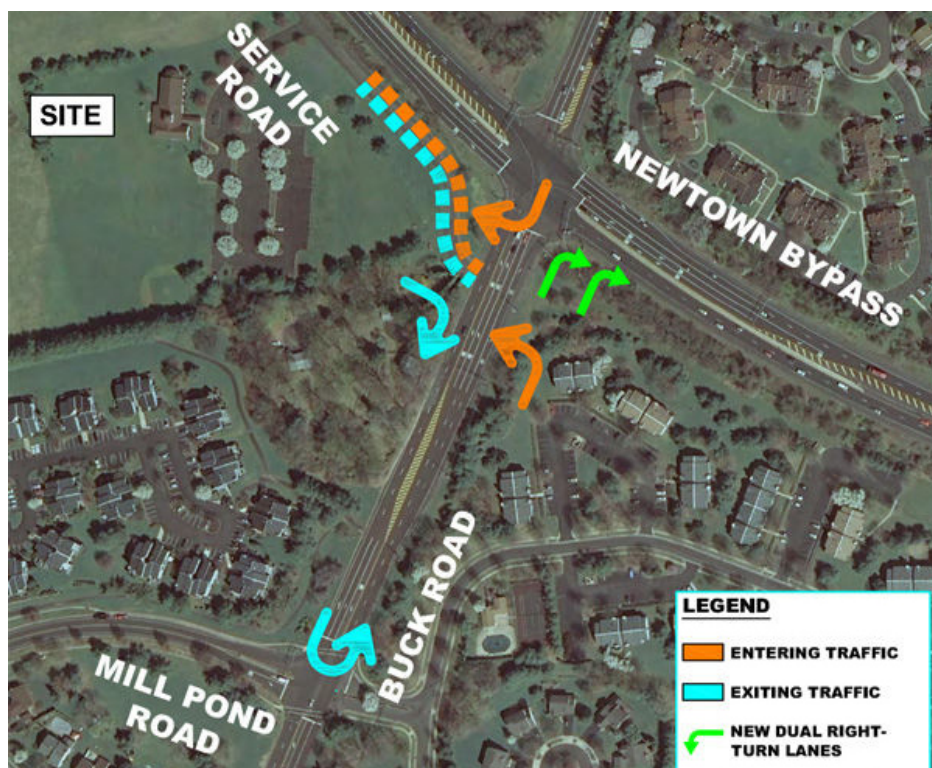 SERVICE
ROAD
SITE
NEWTOWN BYPASS
BUCK ROAD
MILL POND
ROAD
LEGEND
ENTERING TRAFFIC
EXITING TRAFFIC
NEW DUAL RIGHT-
TURN LANES